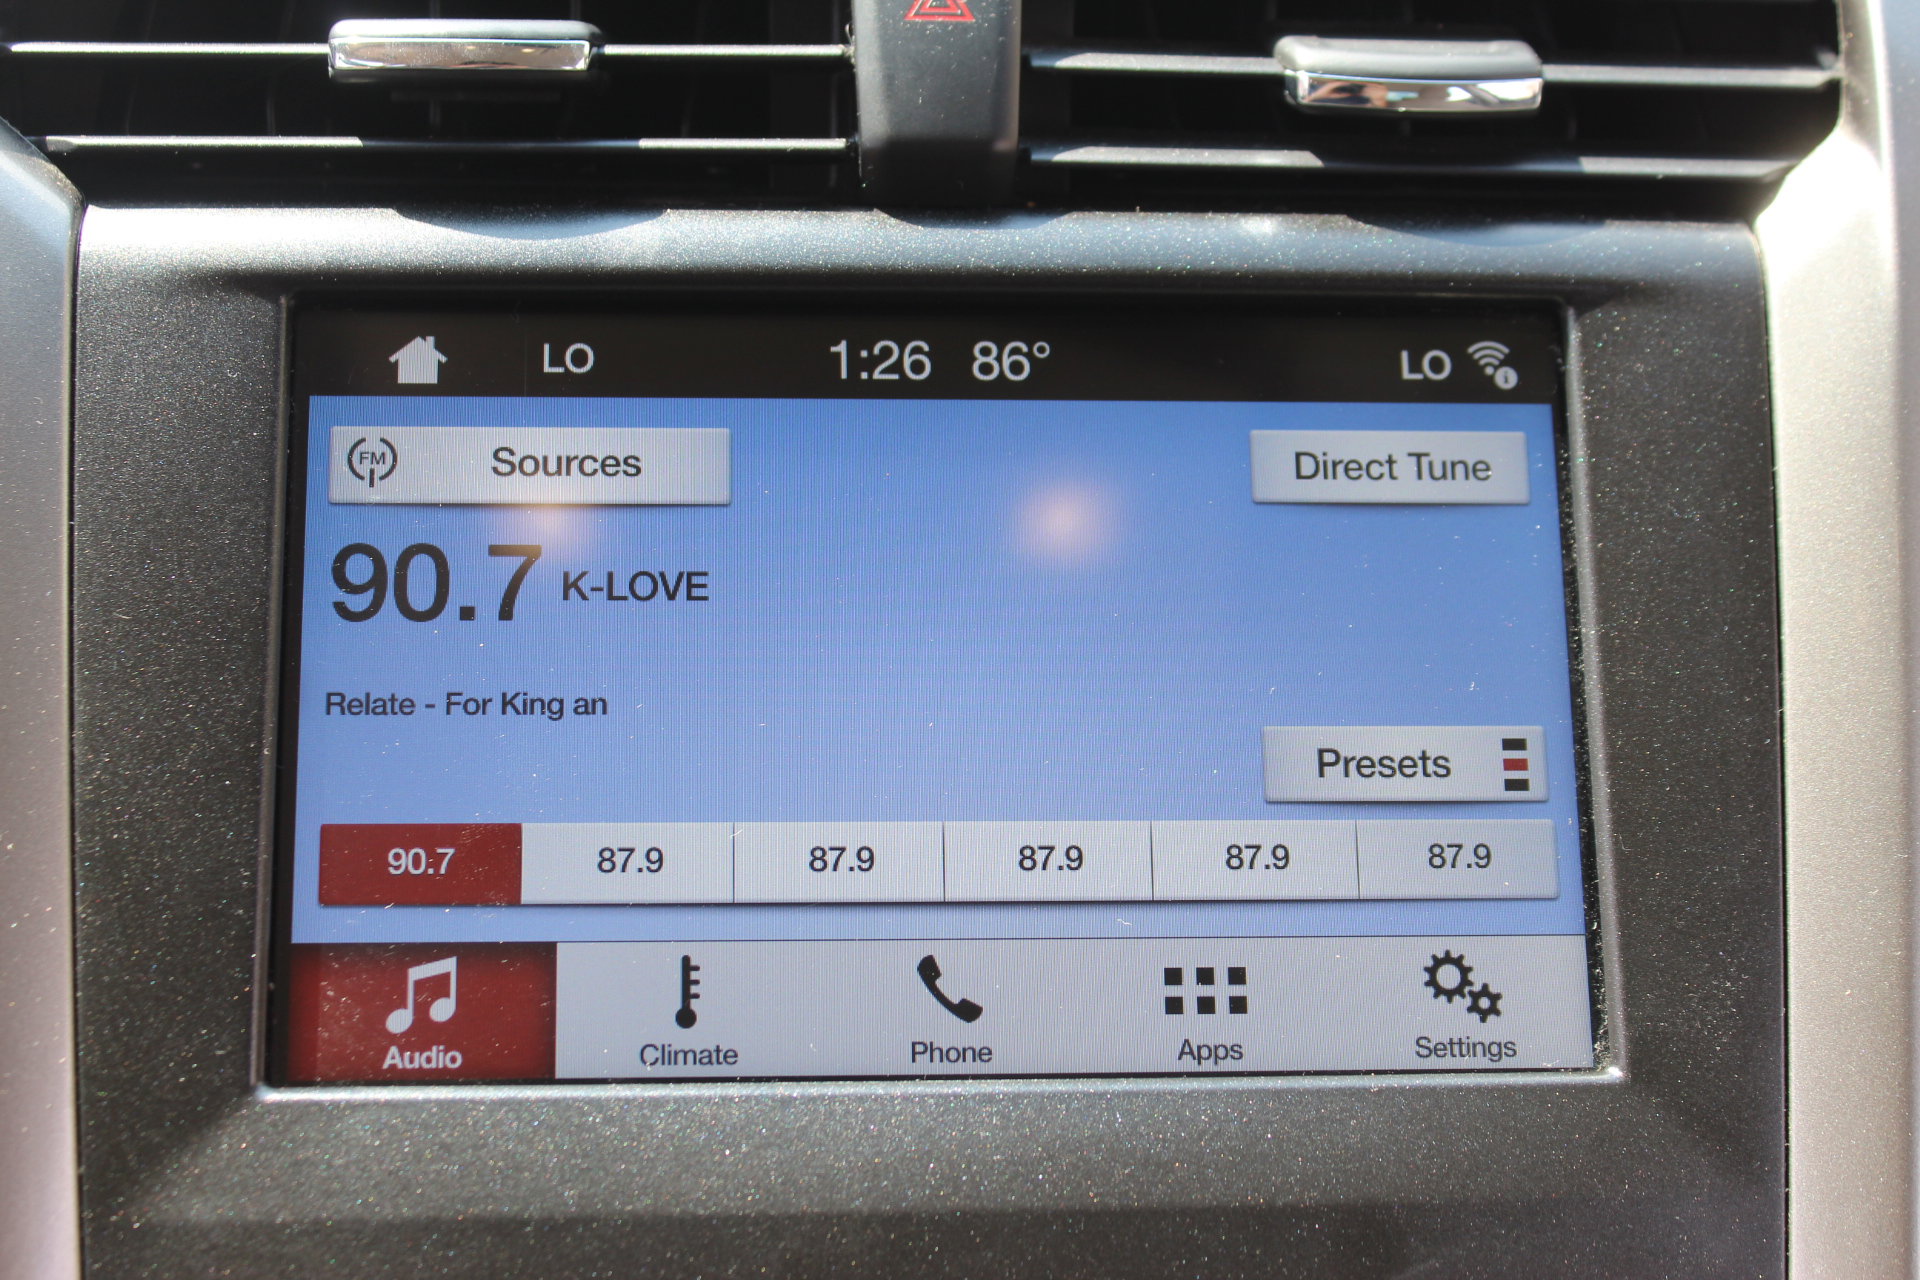 LO 1:26 86° LO
FM Sources Direct Tune
90.7 K-LOVE
Relate - For King an
Presets
90.7 87.9 87.9 87.9 87.9 87.9
Audio Climate Phone Apps Settings